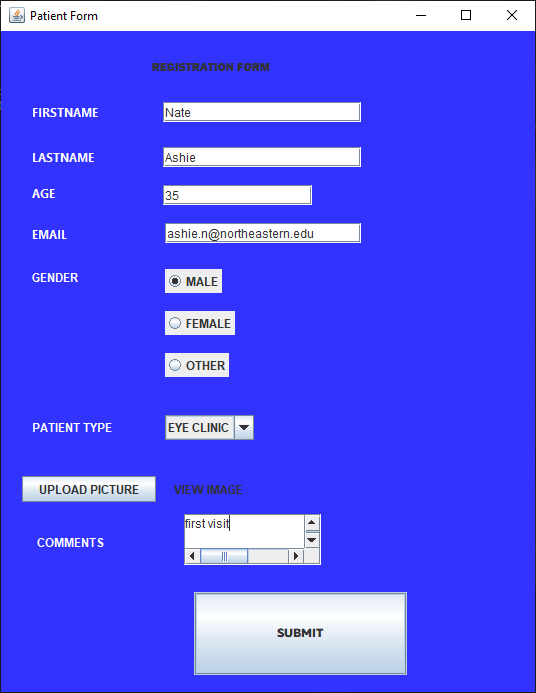 Patient Form
REGISTRATION FORM
FIRSTNAME Nate
LASTNAME Ashie
AGE 35
EMAIL ashie.n@northeastern.edu
GENDER MALE
FEMALE
OTHER
PATIENT TYPE EYE CLINIC
UPLOAD PICTURE VIEW IMAGE
first visit
COMMENTS
SUBMIT